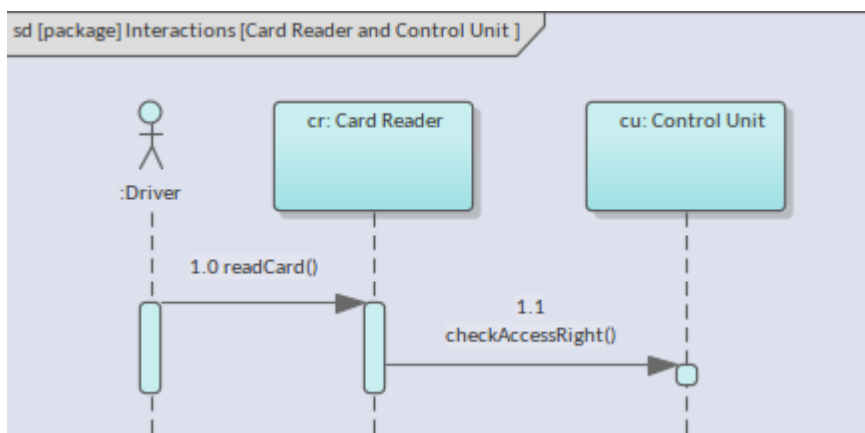 sd [package] Interactions [Card Reader and Control Unit ]
cr: Card Reader
cu: Control Unit
:Driver
1.0 readCard()
1.1
checkAccessRight()